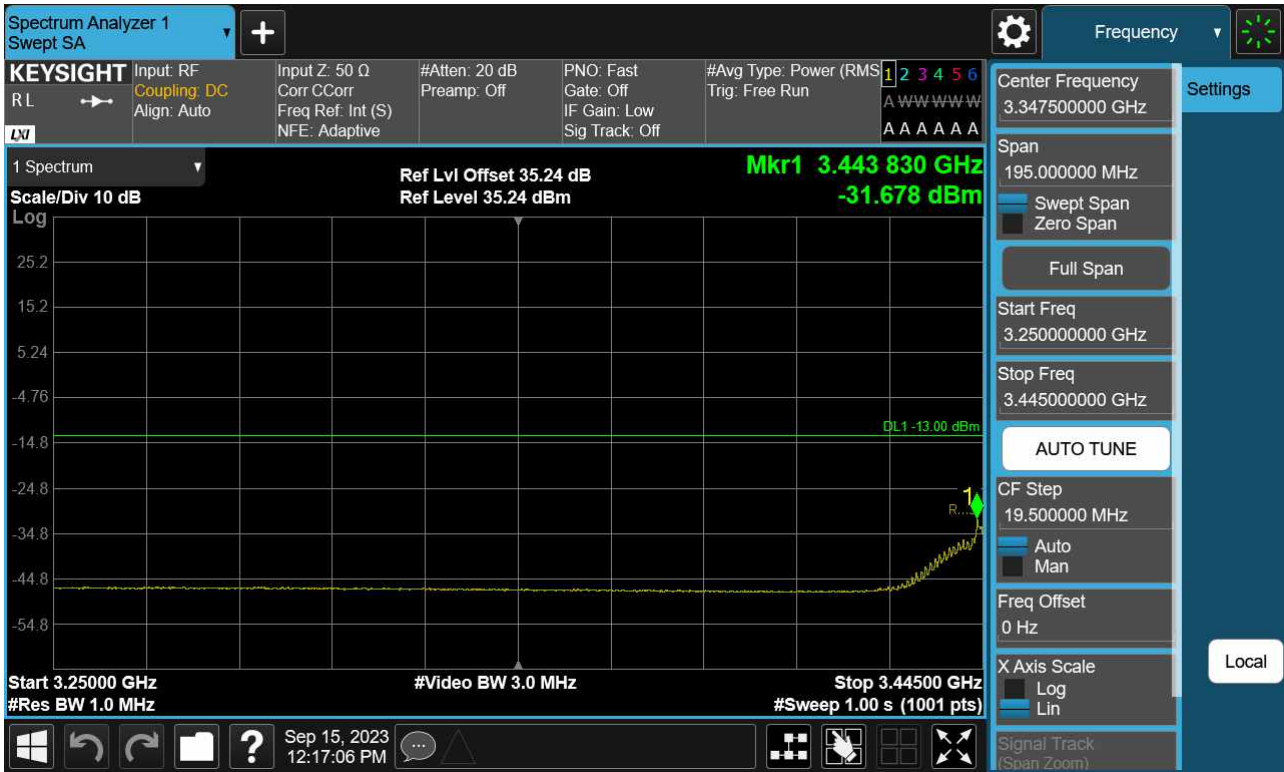 Spectrum Analyzer 1
Swept SA
+
Frequency
KEYSIGHT
R L
LXI
Input: RF
Coupling: DC
Align: Auto
Input Z: 50 Ω
Corr CCorr
Freq Ref: Int (S)
NFE: Adaptive
#Atten: 20 dB
Preamp: Off
PNO: Fast
Gate: Off
IF Gain: Low
Sig Track: Off
#Avg Type: Power (RMS
Trig: Free Run
1 2 3 4 5 6
A W W W W W
A A A A A A
1 Spectrum
Scale/Div 10 dB
Log
Ref Lvl Offset 35.24 dB
Ref Level 35.24 dBm
Mkr1 3.443 830 GHz
-31.678 dBm
25.2
15.2
5.24
-4.76
-14.8
-24.8
-34.8
-44.8
-54.8
DL1 -13.00 dBm
1
R...
Start 3.25000 GHz
#Res BW 1.0 MHz
#Video BW 3.0 MHz
Stop 3.44500 GHz
#Sweep 1.00 s (1001 pts)
Center Frequency
3.347500000 GHz
Span
195.000000 MHz
Swept Span
Zero Span
Full Span
Start Freq
3.250000000 GHz
Stop Freq
3.445000000 GHz
AUTO TUNE
CF Step
19.500000 MHz
Auto
Man
Freq Offset
0 Hz
X Axis Scale
Log
Lin
Signal Track
(Span Zoom)
Settings
Local
?
Sep 15, 2023
12:17:06 PM